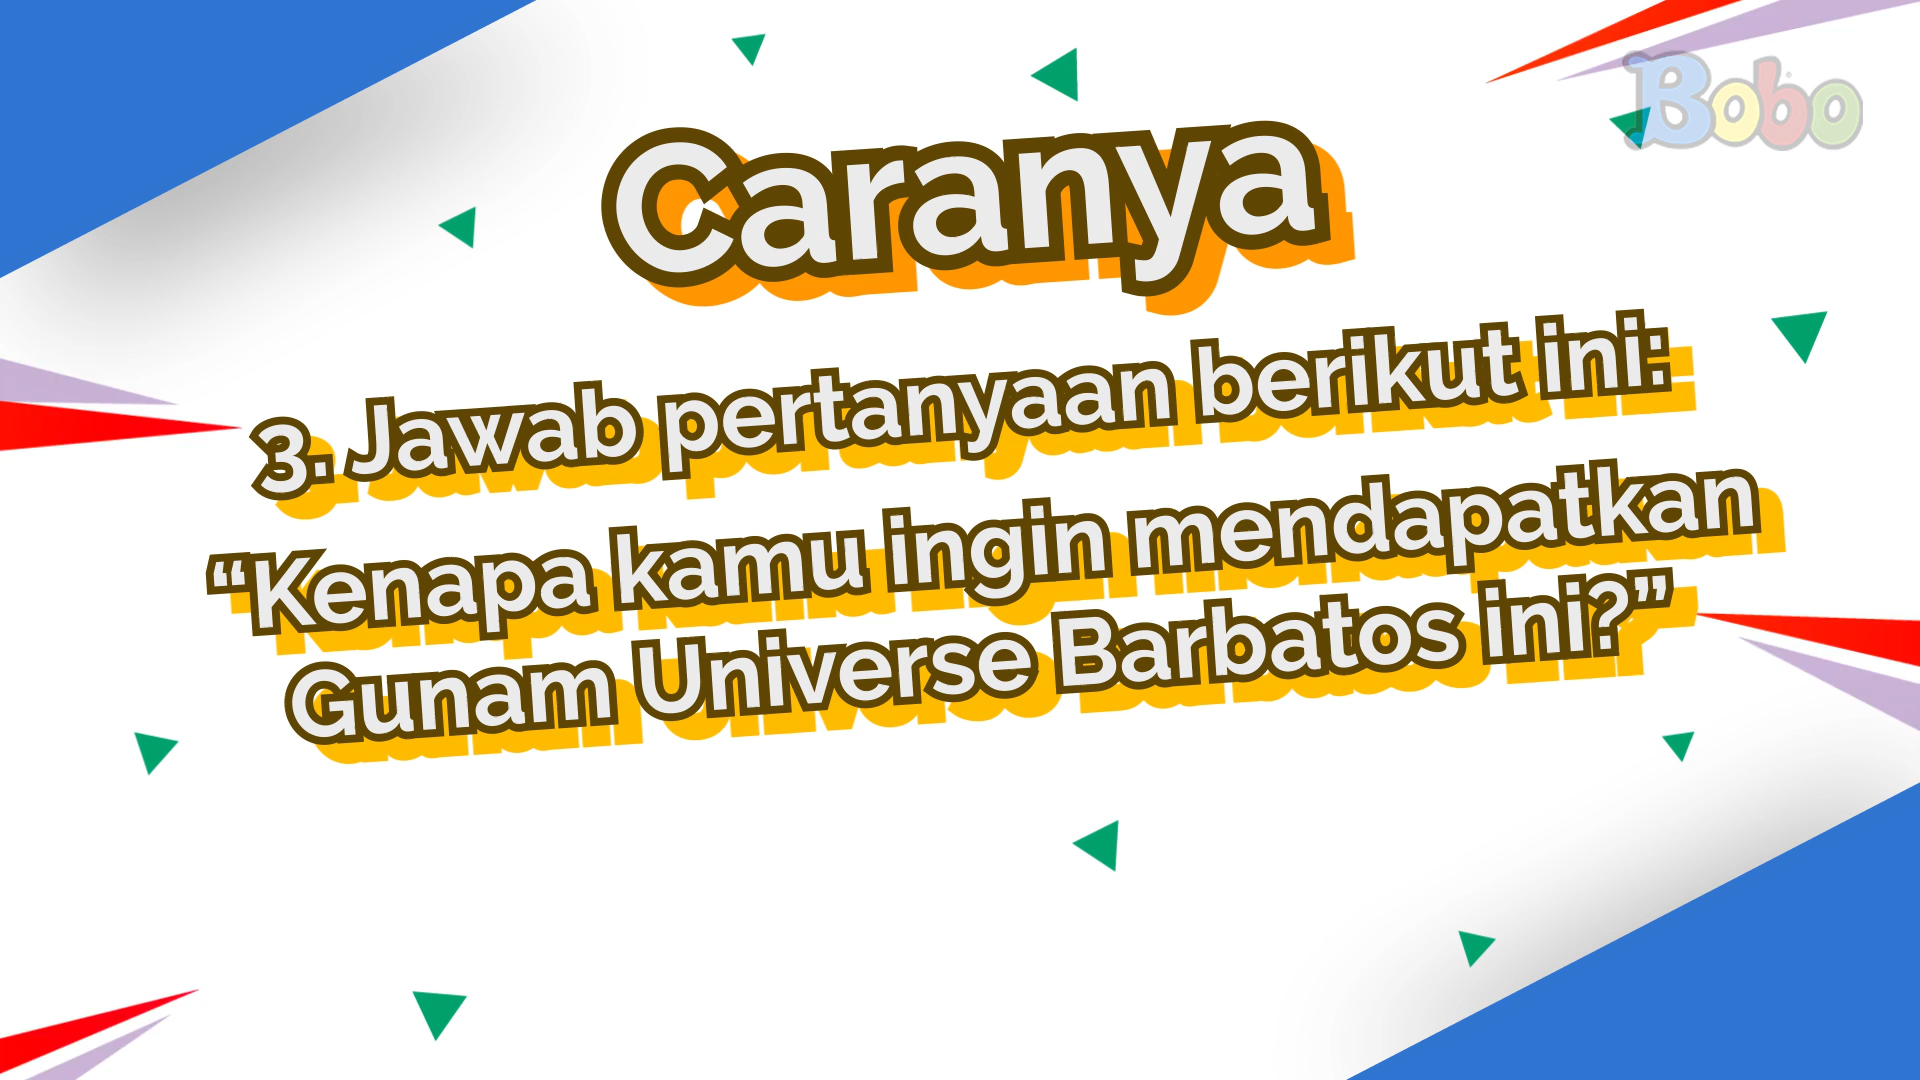 Bobo
Caranya
3. Jawab pertanyaan berikut ini:
“Kenapa kamu ingin mendapatkan
Gunam Universe Barbatos ini?”